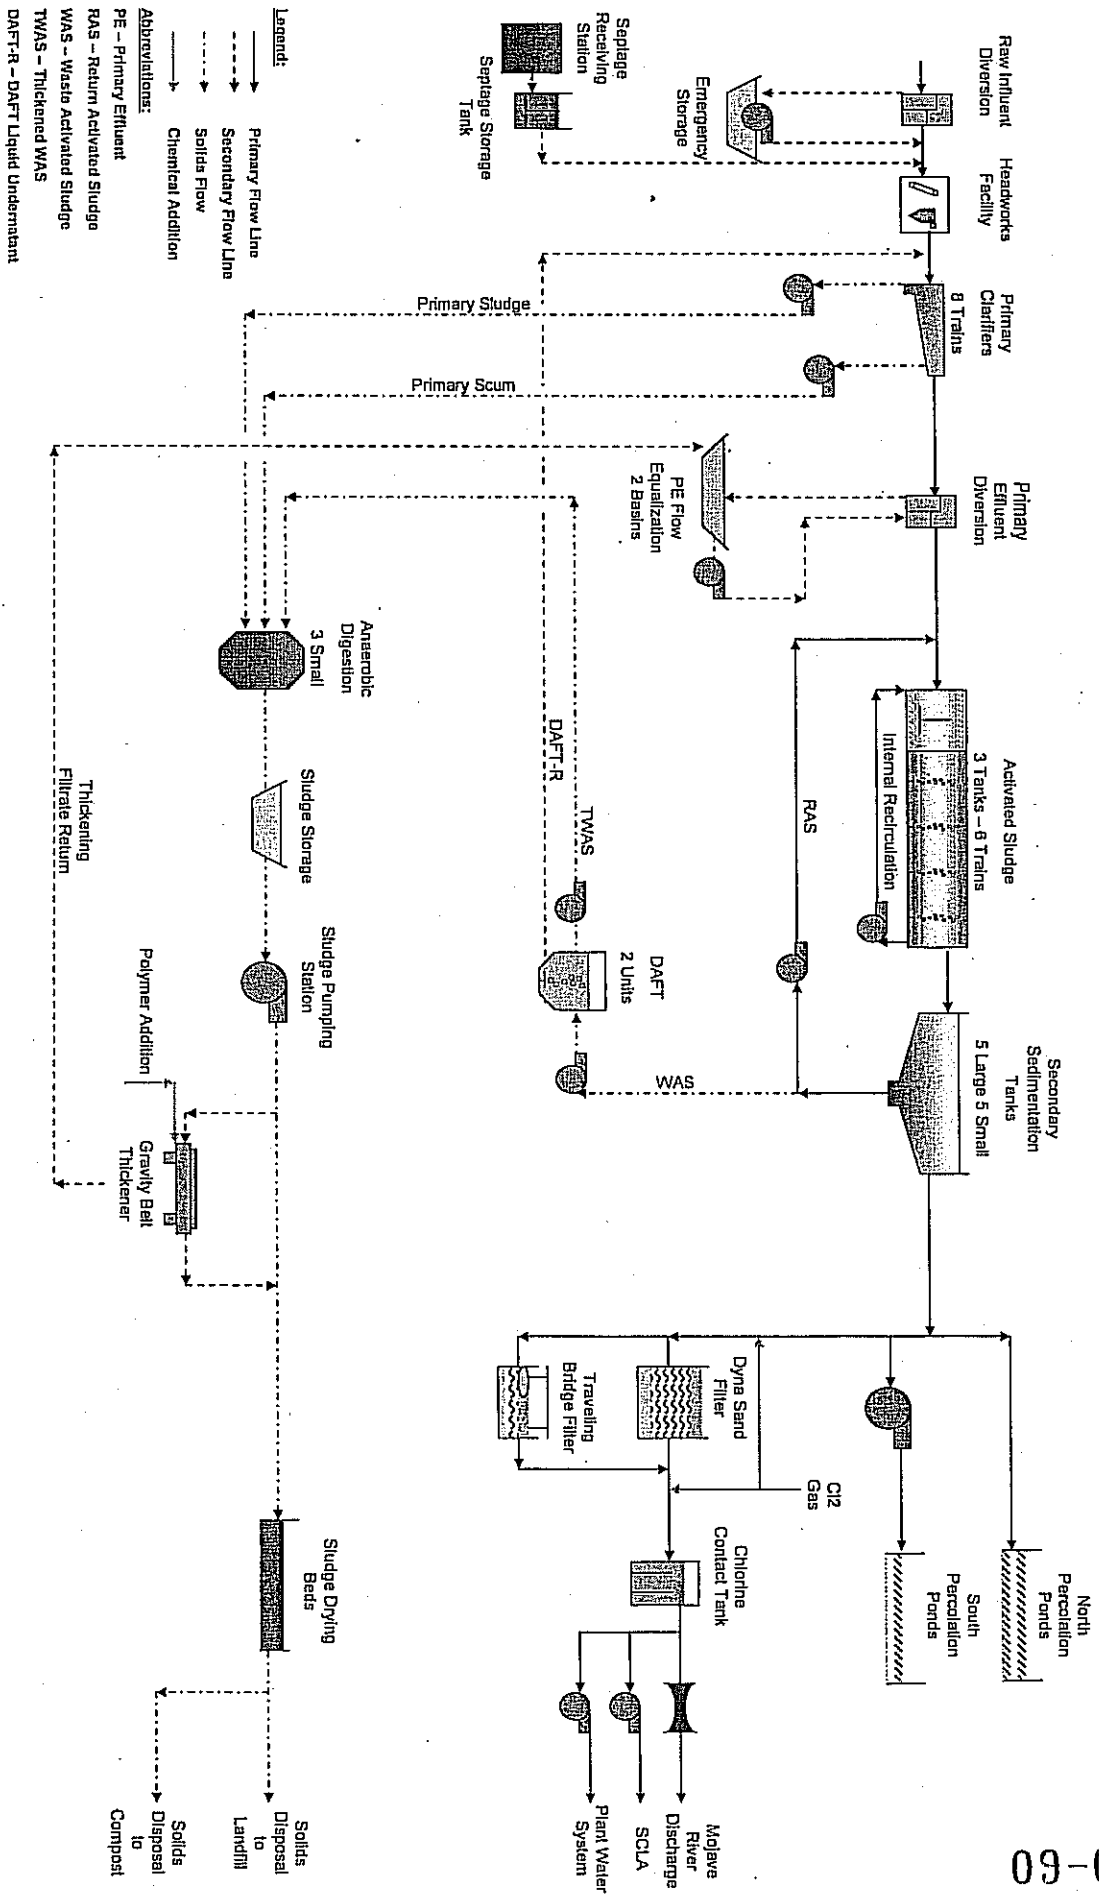 09-0
Raw Influent
Diversion
Headworks
Facility
Primary
Clarifiers
8 Trains
Primary
Effluent
Diversion
Activated Sludge
3 Tanks – 6 Trains
Secondary
Sedimentation
Tanks
5 Large 5 Small
North
Percolation
Ponds
South
Percolation
Ponds
Septage
Receiving
Station
Septage Storage
Tank
Emergency
Storage
Primary Sludge
Primary Scum
PE Flow
Equalization
2 Basins
Internal Recirculation
RAS
WAS
DAFT
2 Units
TWAS
DAFT-R
Dyna Sand
Filter
Traveling
Bridge Filter
Cl2
Gas
Chlorine
Contact Tank
Mojave
River
Discharge
SCLA
Plant Water
System
Anaerobic
Digestion
3 Small
Sludge Storage
Sludge Pumping
Station
Polymer Addition
Gravity Belt
Thickener
Thickenting
Filtrate Return
Sludge Drying
Beds
Solids
Disposal
to
Landfill
Solids
Disposal
to
Compost
Legend:
Primary Flow Line
Secondary Flow Line
Solids Flow
Chemical Addition
Abbreviations:
PE – Primary Effluent
RAS – Return Activated Sludge
WAS – Waste Activated Sludge
TWAS – Thickened WAS
DAFT-R – DAFT Liquid Undernatant